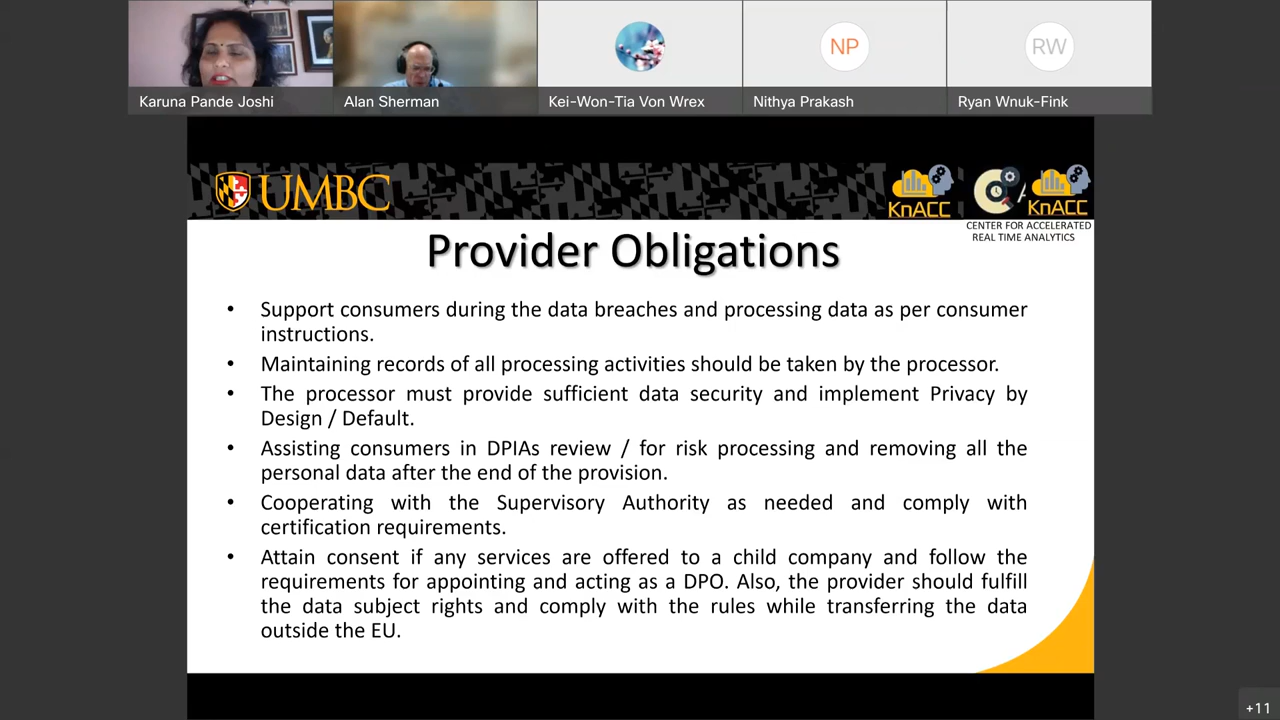 Karuna Pande Joshi
Alan Sherman
Kei-Won-Tia Von Wrex
NP
Nithya Prakash
RW
Ryan Wnuk-Fink
UMBC
KnACC
KnACC
CENTER FOR ACCELERATED
REAL TIME ANALYTICS
Provider Obligations
• Support consumers during the data breaches and processing data as per consumer
instructions.
• Maintaining records of all processing activities should be taken by the processor.
• The processor must provide sufficient data security and implement Privacy by
Design / Default.
• Assisting consumers in DPIAs review / for risk processing and removing all the
personal data after the end of the provision.
• Cooperating with the Supervisory Authority as needed and comply with
certification requirements.
• Attain consent if any services are offered to a child company and follow the
requirements for appointing and acting as a DPO. Also, the provider should fulfill
the data subject rights and comply with the rules while transferring the data
outside the EU.
+11